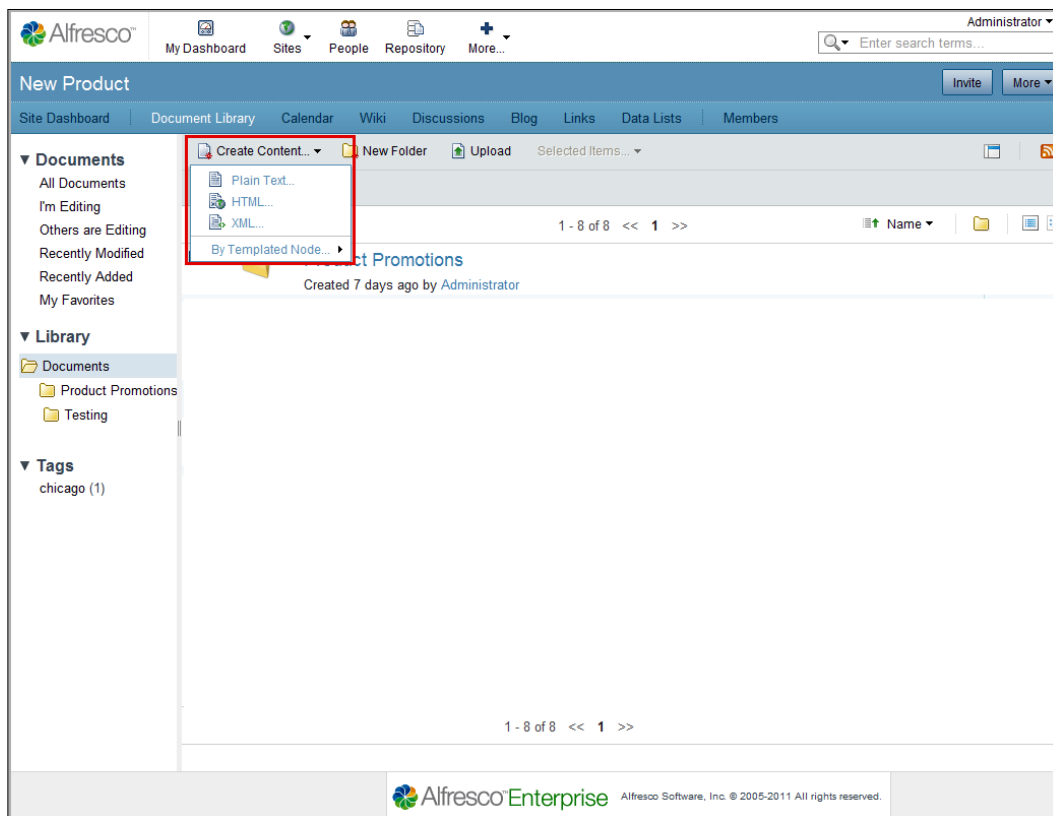 Alfresco™
My Dashboard
Sites
People
Repository
More...
Administrator
Enter search terms...
New Product
Invite
More
Site Dashboard
Document Library
Calendar
Wiki
Discussions
Blog
Links
Data Lists
Members
Documents
All Documents
I'm Editing
Others are Editing
Recently Modified
Recently Added
My Favorites
Library
Documents
Product Promotions
Testing
Tags
chicago (1)
Create Content...
New Folder
Upload
Selected Items...
Plain Text...
HTML...
XML...
By Templated Node...
1 - 8 of 8 << 1 >>
Name
Product Promotions
Created 7 days ago by Administrator
1 - 8 of 8 << 1 >>
Alfresco™ Enterprise
Alfresco Software, Inc. © 2005-2011 All rights reserved.